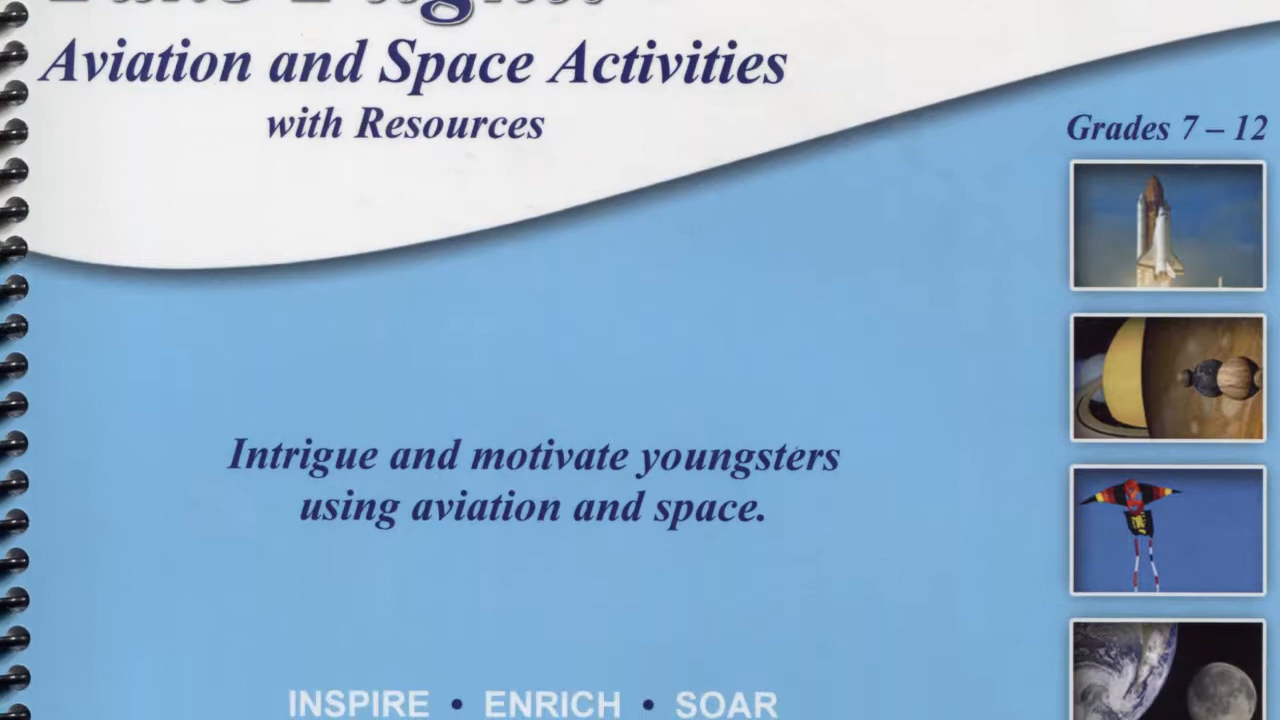 Aviation and Space Activities
with Resources
Grades 7 – 12
Intrigue and motivate youngsters
using aviation and space.
INSPIRE • ENRICH • SOAR